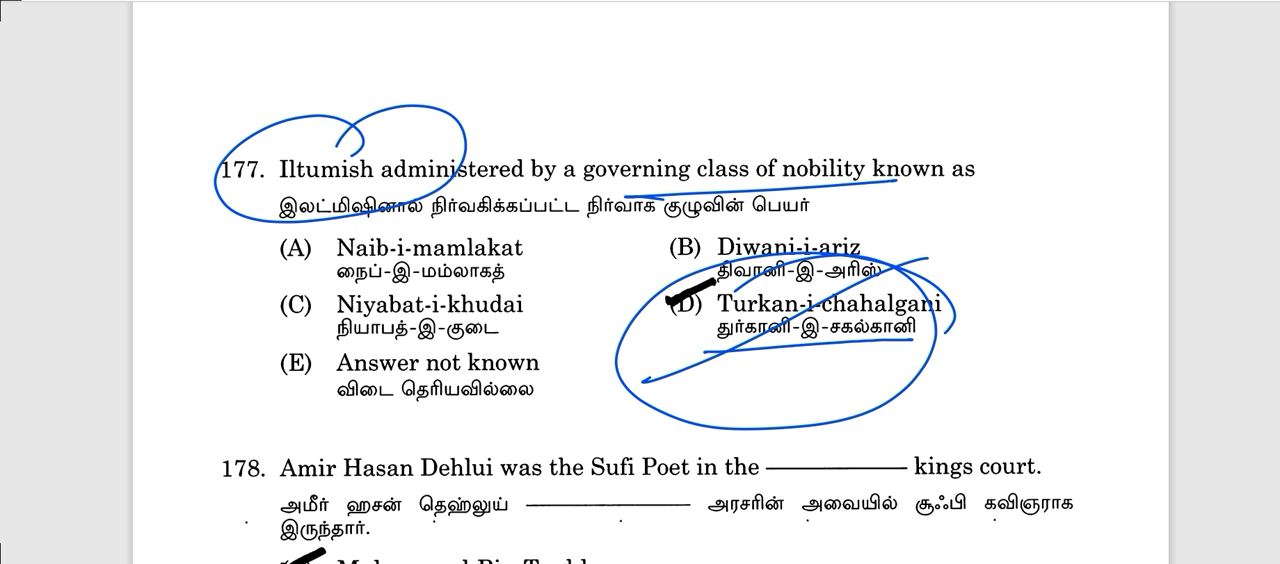 177. Iltumish administered by a governing class of nobility known as
இலட்மிஷினால் நிர்வகிக்கப்பட்ட நிர்வாக குழுவின் பெயர்
(A) Naib-i-mamlakat (B) Diwani-i-ariz
நைப்-இ-மம்லாகத் திவானி-இ-அரிஸ்
(C) Niyabat-i-khudai (D) Turkan-i-chahalgani
நியாபத்-இ-குடை துர்கானி-இ-சகல்கானி
(E) Answer not known
விடை தெரியவில்லை
178. Amir Hasan Dehlui was the Sufi Poet in the ———— kings court.
அமீர் ஹசன் தெஹ்லுய் ———— அரசரின் அவையில் சூஃபி கவிஞராக
இருந்தார்.